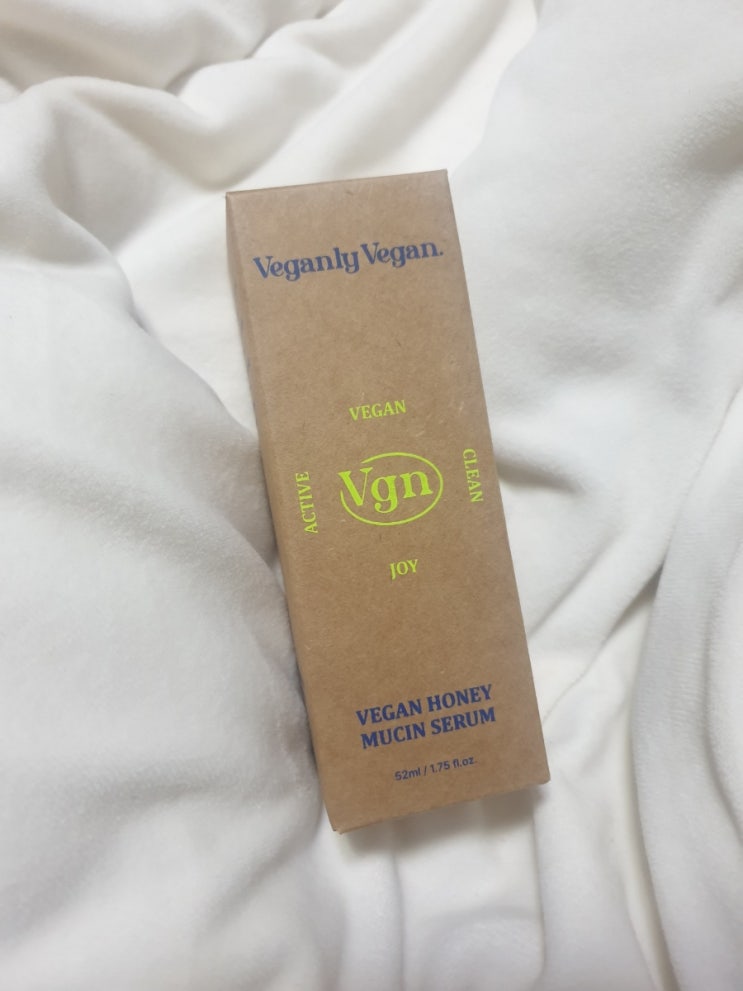 Veganly Vegan.
VEGAN
ACTIVE
Vgn
CLEAN
JOY
VEGAN HONEY
MUCIN SERUM
52ml / 1.75 fl.oz.